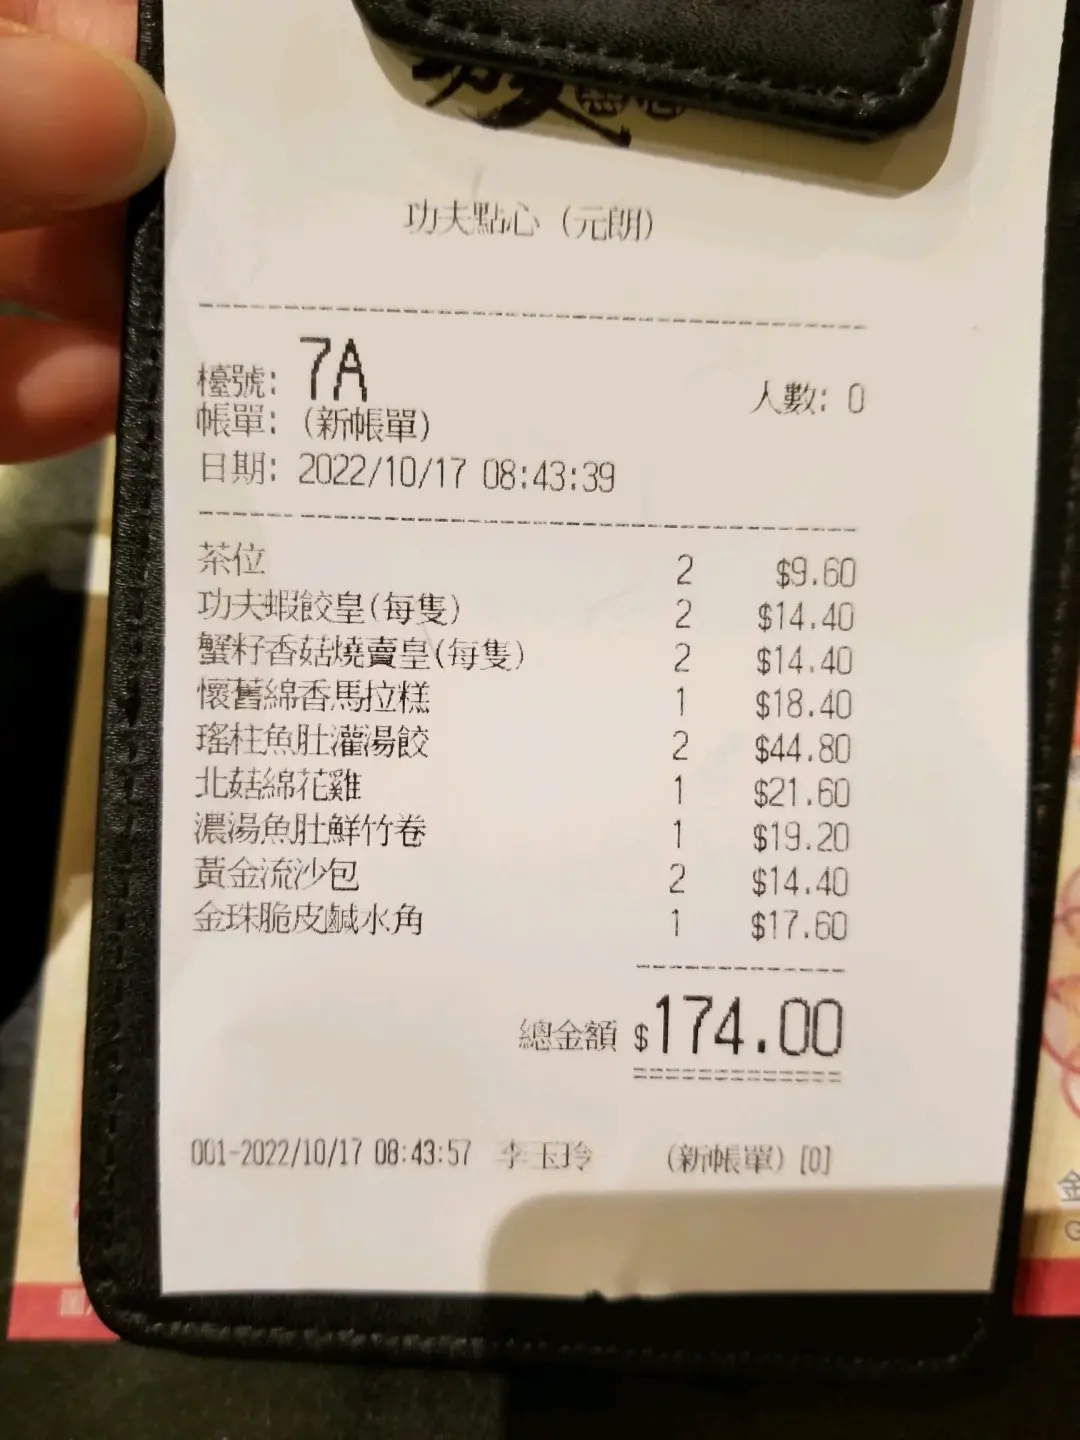 功夫點心 (元朗)
檯號: 7A 人數: 0
帳單: (新帳單)
日期: 2022/10/17 08:43:39
茶位 2 $9.60
功夫蝦餃皇(每隻) 2 $14.40
蟹籽香菇燒賣皇(每隻) 2 $14.40
懷舊綿香馬拉糕 1 $18.40
瑤柱魚肚灌湯餃 2 $44.80
北菇綿花雞 1 $21.60
濃湯魚肚鮮竹卷 1 $19.20
黃金流沙包 2 $14.40
金珠脆皮鹹水角 1 $17.60
總金額 $174.00
001-2022/10/17 08:43:57 李玉玲 (新帳單) [0]
金
G